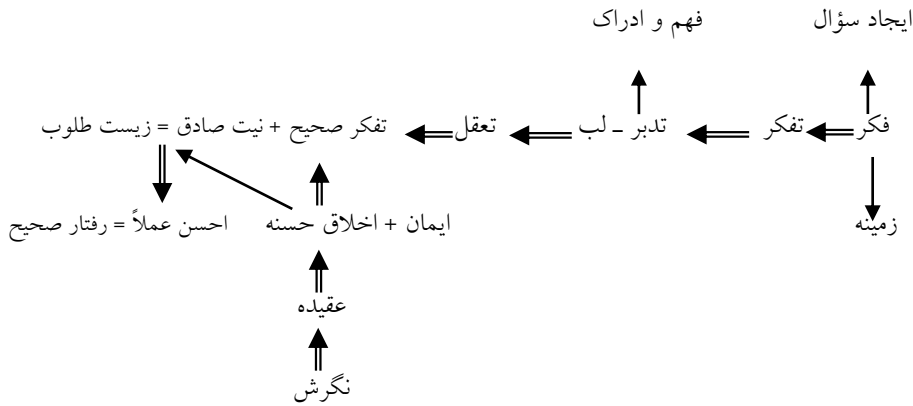 ایجاد سؤال فهم و ادراک
فکر تفکر تدبر ـ لب تعقل تفکر صحیح + نیت صادق = زیست طلوب
زمینه ایمان + اخلاق حسنه احسن عملاً = رفتار صحیح
عقیده
نگرش